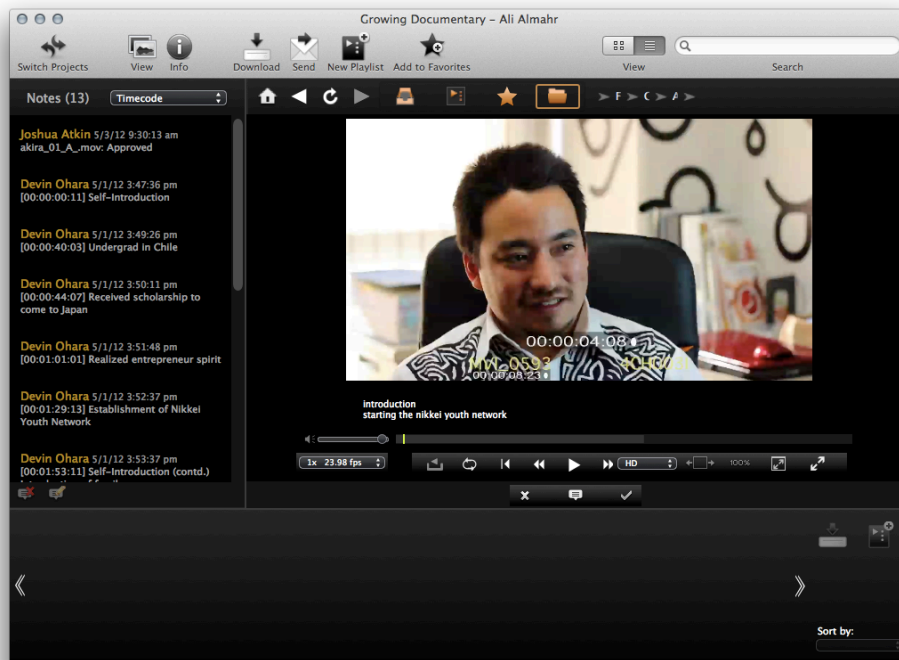 Growing Documentary – Ali Almahr
Switch Projects
View
Info
Download
Send
New Playlist
Add to Favorites
View
Search
Notes (13)
Timecode
F
C
A
Joshua Atkin 5/3/12 9:30:13 am
akira_01_A_.mov: Approved
Devin Ohara 5/1/12 3:47:36 pm
[00:00:00:11] Self-Introduction
Devin Ohara 5/1/12 3:49:26 pm
[00:00:40:03] Undergrad in Chile
Devin Ohara 5/1/12 3:50:11 pm
[00:00:44:07] Received scholarship to
come to Japan
Devin Ohara 5/1/12 3:51:48 pm
[00:01:01:01] Realized entrepreneur spirit
Devin Ohara 5/1/12 3:52:37 pm
[00:01:29:13] Establishment of Nikkei
Youth Network
Devin Ohara 5/1/12 3:53:37 pm
[00:01:53:11] Self-Introduction (contd.)
00:00:04:08
MW_0593
00:00:08:23
introduction
starting the nikkei youth network
1x 23.98 fps
HD
100%
Sort by: